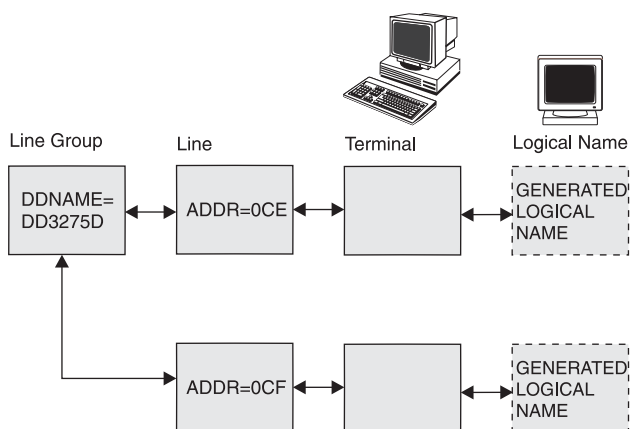 Line Group
Line
Terminal
Logical Name
DDNAME=
DD3275D
ADDR=0CE
GENERATED
LOGICAL
NAME
ADDR=0CF
GENERATED
LOGICAL
NAME